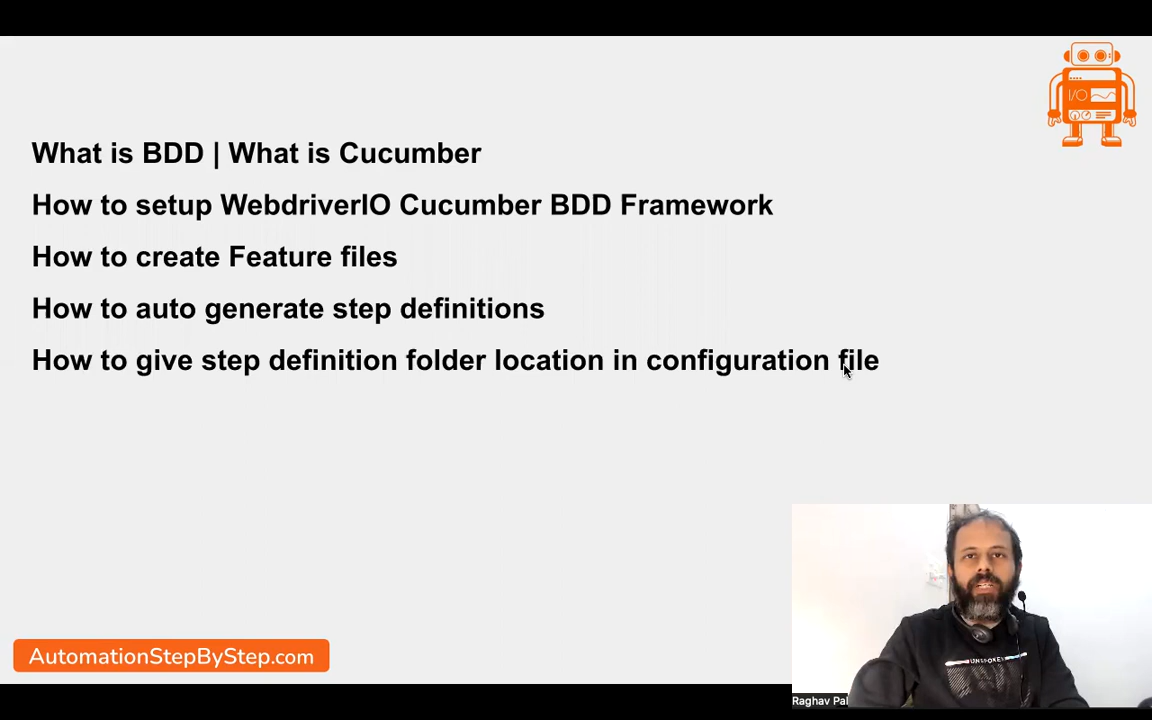 I/O
What is BDD | What is Cucumber
How to setup WebdriverIO Cucumber BDD Framework
How to create Feature files
How to auto generate step definitions
How to give step definition folder location in configuration file
UNSPOKEN
AutomationStepByStep.com
Raghav Pal